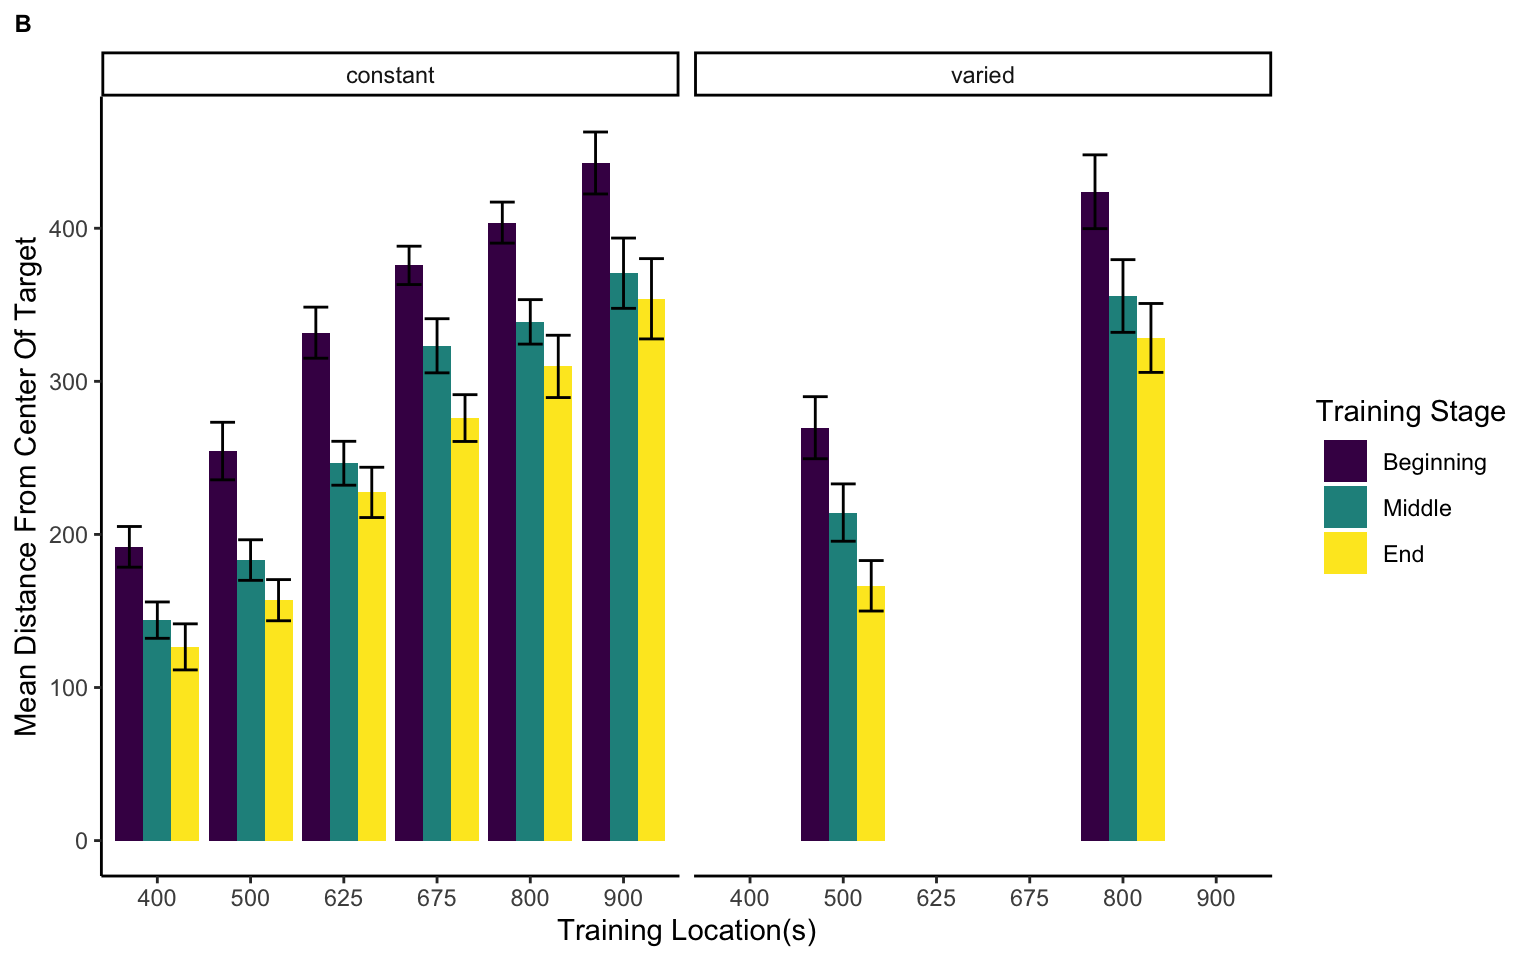 B
constant varied
Mean Distance From Center Of Target
400
300
200
100
0
400 500 625 675 800 900 400 500 625 675 800 900
Training Location(s)
Training Stage
Beginning
Middle
End